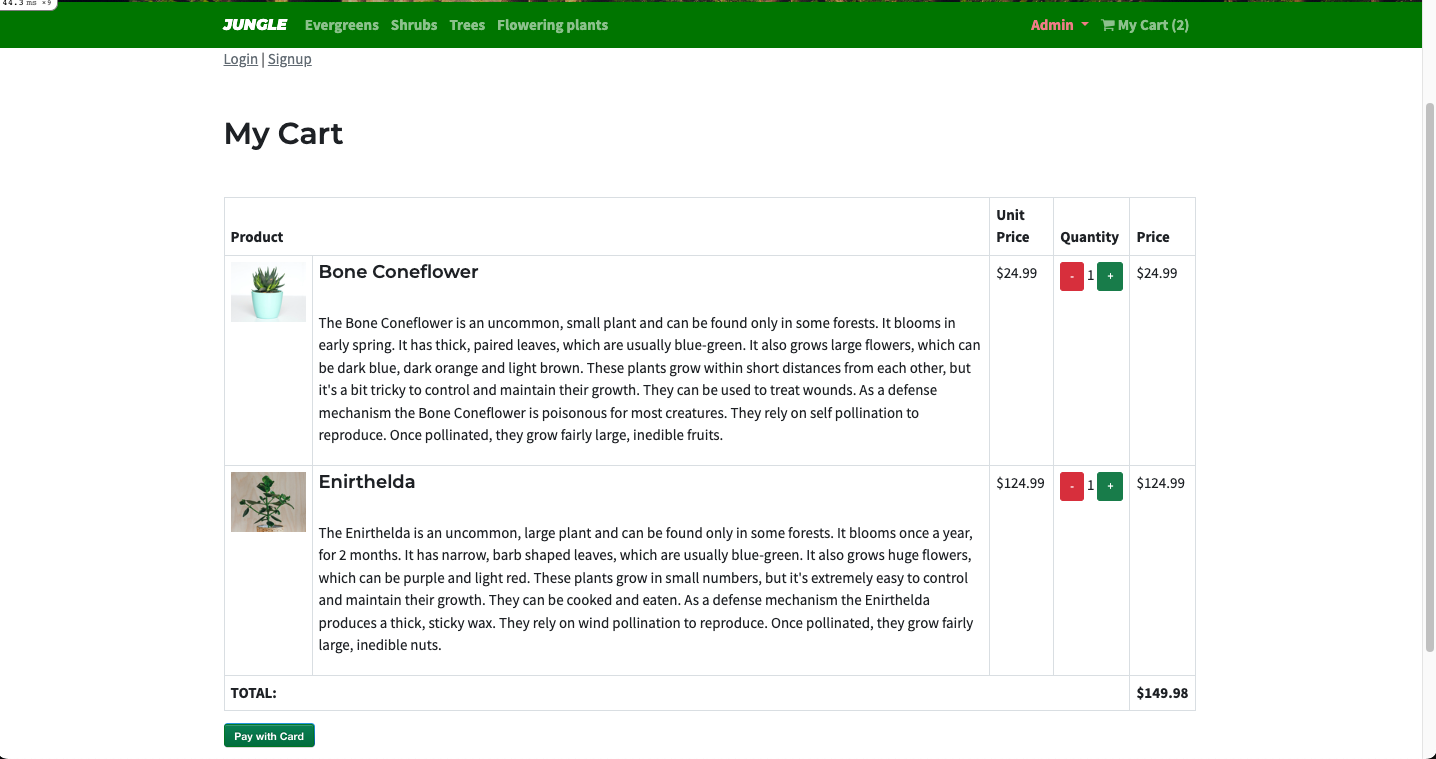 44.3 ms ×9
JUNGLE Evergreens Shrubs Trees Flowering plants Admin My Cart (2)
Login | Signup
My Cart
Product Unit Price Quantity Price
Bone Coneflower $24.99 - 1 + $24.99
The Bone Coneflower is an uncommon, small plant and can be found only in some forests. It blooms in
early spring. It has thick, paired leaves, which are usually blue-green. It also grows large flowers, which can
be dark blue, dark orange and light brown. These plants grow within short distances from each other, but
it's a bit tricky to control and maintain their growth. They can be used to treat wounds. As a defense
mechanism the Bone Coneflower is poisonous for most creatures. They rely on self pollination to
reproduce. Once pollinated, they grow fairly large, inedible fruits.
Enirthelda $124.99 - 1 + $124.99
The Enirthelda is an uncommon, large plant and can be found only in some forests. It blooms once a year,
for 2 months. It has narrow, barb shaped leaves, which are usually blue-green. It also grows huge flowers,
which can be purple and light red. These plants grow in small numbers, but it's extremely easy to control
and maintain their growth. They can be cooked and eaten. As a defense mechanism the Enirthelda
produces a thick, sticky wax. They rely on wind pollination to reproduce. Once pollinated, they grow fairly
large, inedible nuts.
TOTAL: $149.98
Pay with Card